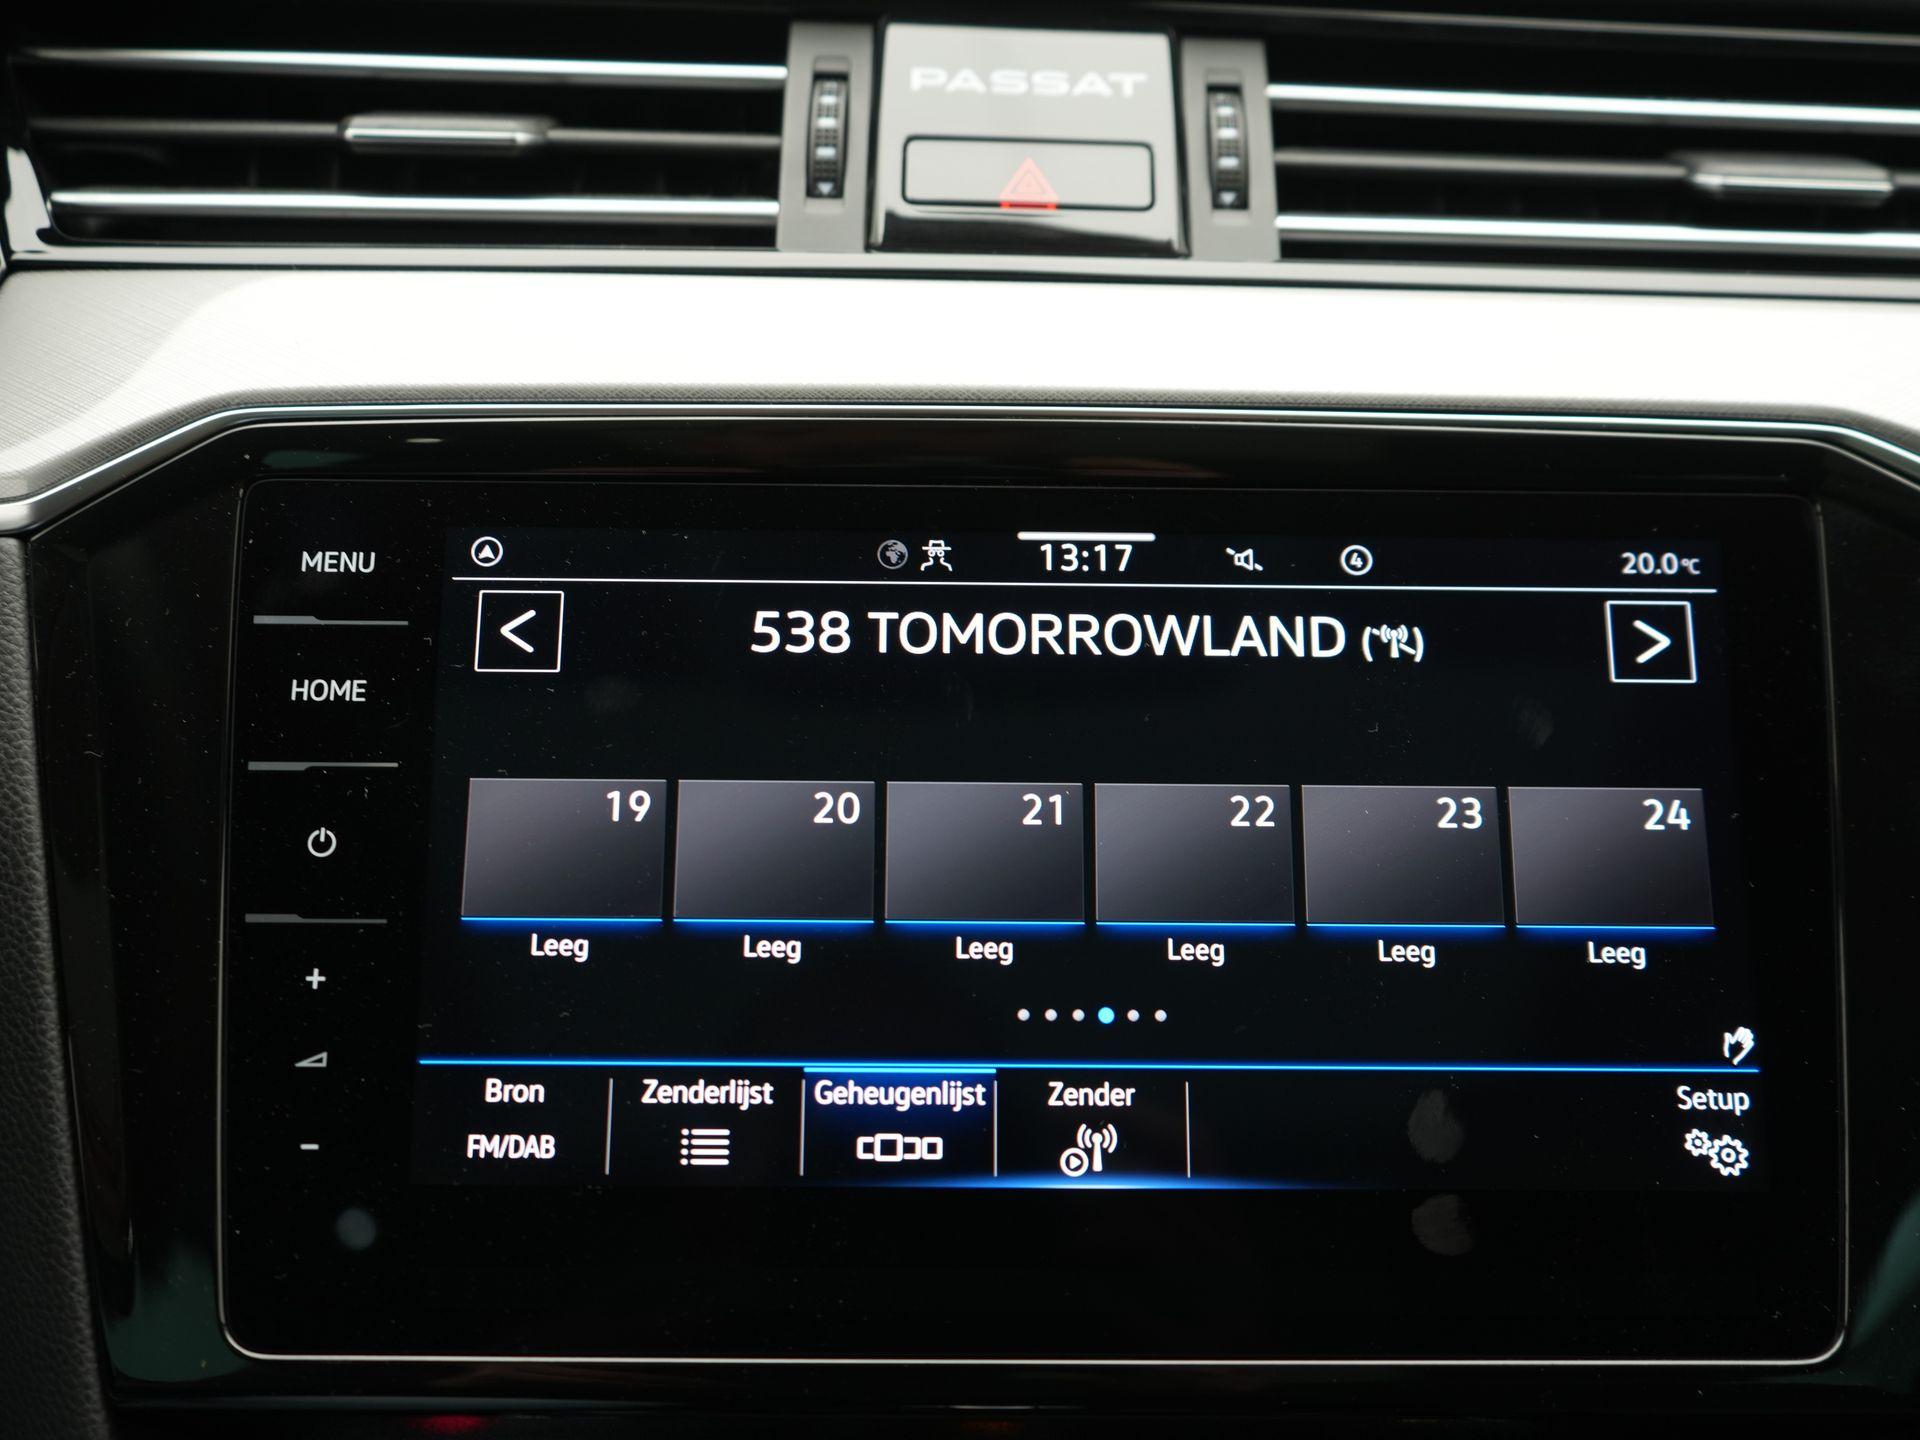 PASSAT
MENU
HOME
13:17
4
20.0°C
< 538 TOMORROWLAND >
19 20 21 22 23 24
Leeg Leeg Leeg Leeg Leeg Leeg
Bron Zenderlijst Geheugenlijst Zender Setup
FM/DAB
+
-